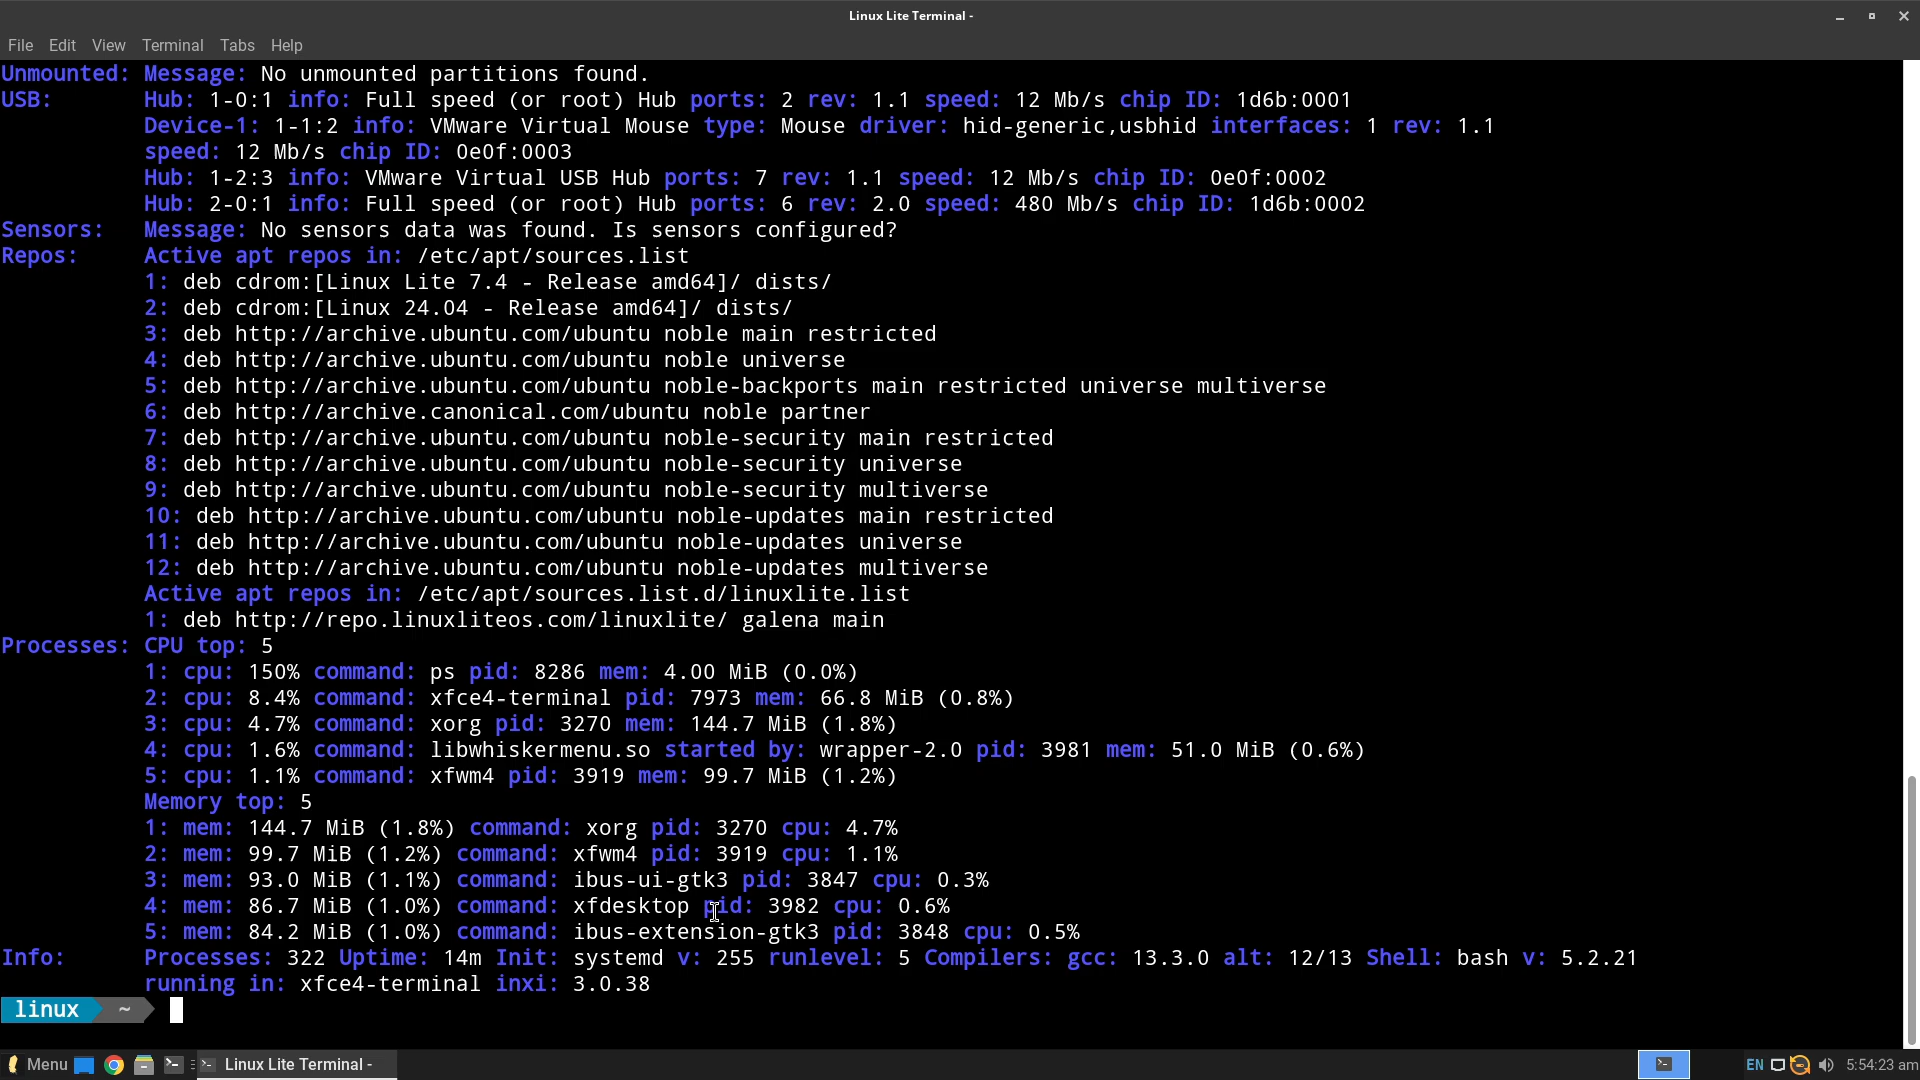 Linux Lite Terminal -
File Edit View Terminal Tabs Help
Unmounted: Message: No unmounted partitions found.
USB: Hub: 1-0:1 info: Full speed (or root) Hub ports: 2 rev: 1.1 speed: 12 Mb/s chip ID: 1d6b:0001
Device-1: 1-1:2 info: VMware Virtual Mouse type: Mouse driver: hid-generic,usbhid interfaces: 1 rev: 1.1
speed: 12 Mb/s chip ID: 0e0f:0003
Hub: 1-2:3 info: VMware Virtual USB Hub ports: 7 rev: 1.1 speed: 12 Mb/s chip ID: 0e0f:0002
Hub: 2-0:1 info: Full speed (or root) Hub ports: 6 rev: 2.0 speed: 480 Mb/s chip ID: 1d6b:0002
Sensors: Message: No sensors data was found. Is sensors configured?
Repos: Active apt repos in: /etc/apt/sources.list
1: deb cdrom:[Linux Lite 7.4 - Release amd64]/ dists/
2: deb cdrom:[Linux 24.04 - Release amd64]/ dists/
3: deb http://archive.ubuntu.com/ubuntu noble main restricted
4: deb http://archive.ubuntu.com/ubuntu noble universe
5: deb http://archive.ubuntu.com/ubuntu noble-backports main restricted universe multiverse
6: deb http://archive.canonical.com/ubuntu noble partner
7: deb http://archive.ubuntu.com/ubuntu noble-security main restricted
8: deb http://archive.ubuntu.com/ubuntu noble-security universe
9: deb http://archive.ubuntu.com/ubuntu noble-security multiverse
10: deb http://archive.ubuntu.com/ubuntu noble-updates main restricted
11: deb http://archive.ubuntu.com/ubuntu noble-updates universe
12: deb http://archive.ubuntu.com/ubuntu noble-updates multiverse
Active apt repos in: /etc/apt/sources.list.d/linuxlite.list
1: deb http://repo.linuxliteos.com/linuxlite/ galena main
Processes: CPU top: 5
1: cpu: 150% command: ps pid: 8286 mem: 4.00 MiB (0.0%)
2: cpu: 8.4% command: xfce4-terminal pid: 7973 mem: 66.8 MiB (0.8%)
3: cpu: 4.7% command: xorg pid: 3270 mem: 144.7 MiB (1.8%)
4: cpu: 1.6% command: libwhiskermenu.so started by: wrapper-2.0 pid: 3981 mem: 51.0 MiB (0.6%)
5: cpu: 1.1% command: xfwm4 pid: 3919 mem: 99.7 MiB (1.2%)
Memory top: 5
1: mem: 144.7 MiB (1.8%) command: xorg pid: 3270 cpu: 4.7%
2: mem: 99.7 MiB (1.2%) command: xfwm4 pid: 3919 cpu: 1.1%
3: mem: 93.0 MiB (1.1%) command: ibus-ui-gtk3 pid: 3847 cpu: 0.3%
4: mem: 86.7 MiB (1.0%) command: xfdesktop pid: 3982 cpu: 0.6%
5: mem: 84.2 MiB (1.0%) command: ibus-extension-gtk3 pid: 3848 cpu: 0.5%
Info: Processes: 322 Uptime: 14m Init: systemd v: 255 runlevel: 5 Compilers: gcc: 13.3.0 alt: 12/13 Shell: bash v: 5.2.21
running in: xfce4-terminal inxi: 3.0.38
linux ~
Menu Linux Lite Terminal - EN 5:54:23 am